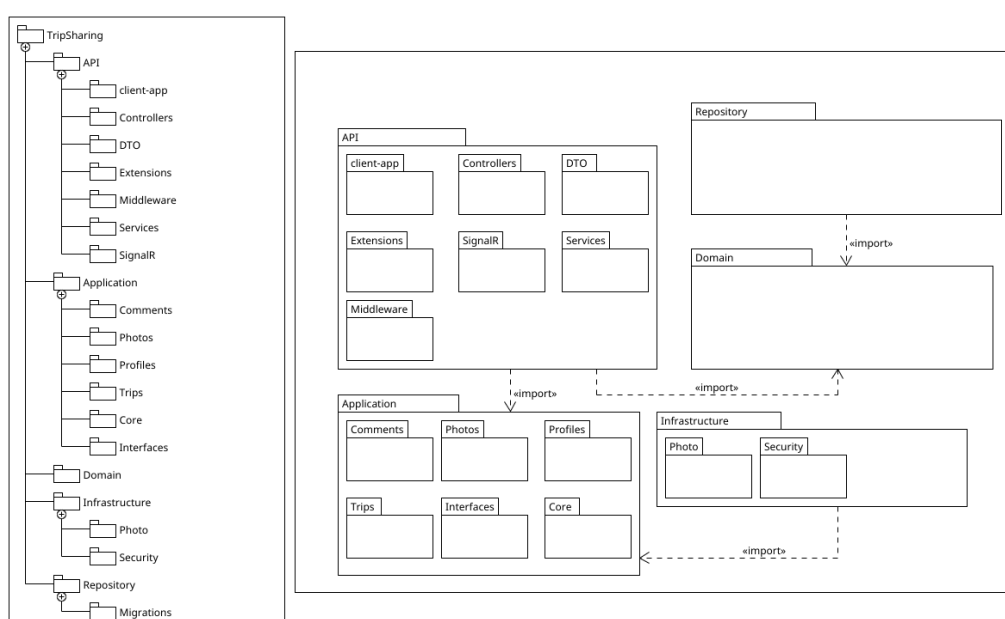 TripSharing
API
client-app
Controllers
DTO
Extensions
Middleware
Services
SignalR
Application
Comments
Photos
Profiles
Trips
Core
Interfaces
Domain
Infrastructure
Photo
Security
Repository
Migrations
Repository
API
client-app Controllers DTO
Extensions SignalR Services
«import»
Domain
Middleware
«import»
«import»
Application
Infrastructure
Comments Photos Profiles
Photo Security
Trips Interfaces Core
«import»